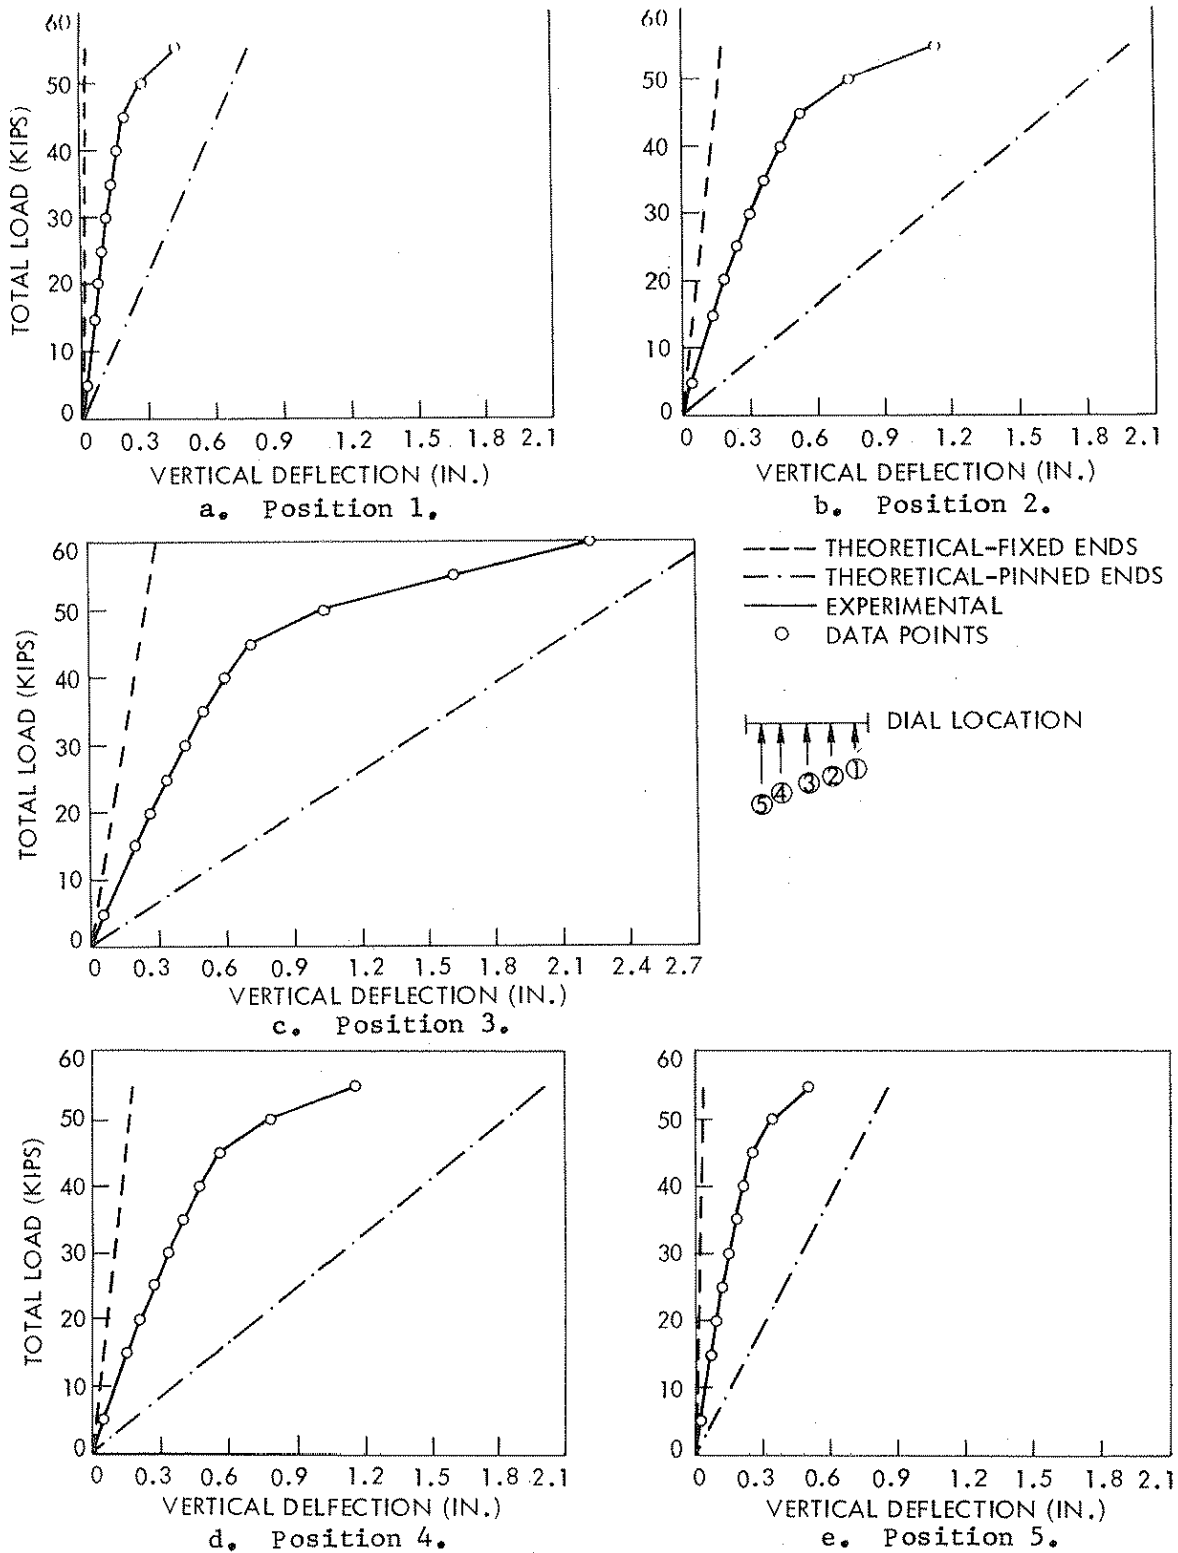 60
50
40
30
20
10
0
TOTAL LOAD (KIPS)
0 0.3 0.6 0.9 1.2 1.5 1.8 2.1
VERTICAL DEFLECTION (IN.)
a. Position 1.
60
50
40
30
20
10
0
TOTAL LOAD (KIPS)
0 0.3 0.6 0.9 1.2 1.5 1.8 2.1
VERTICAL DEFLECTION (IN.)
b. Position 2.
60
50
40
30
20
10
0
TOTAL LOAD (KIPS)
0 0.3 0.6 0.9 1.2 1.5 1.8 2.1 2.4 2.7
VERTICAL DEFLECTION (IN.)
c. Position 3.
THEORETICAL-FIXED ENDS
THEORETICAL-PINNED ENDS
EXPERIMENTAL
DATA POINTS
DIAL LOCATION
5 4 3 2 1
60
50
40
30
20
10
0
TOTAL LOAD (KIPS)
0 0.3 0.6 0.9 1.2 1.5 1.8 2.1
VERTICAL DELFECTION (IN.)
d. Position 4.
60
50
40
30
20
10
0
0 0.3 0.6 0.9 1.2 1.5 1.8 2.1
VERTICAL DEFLECTION (IN.)
e. Position 5.